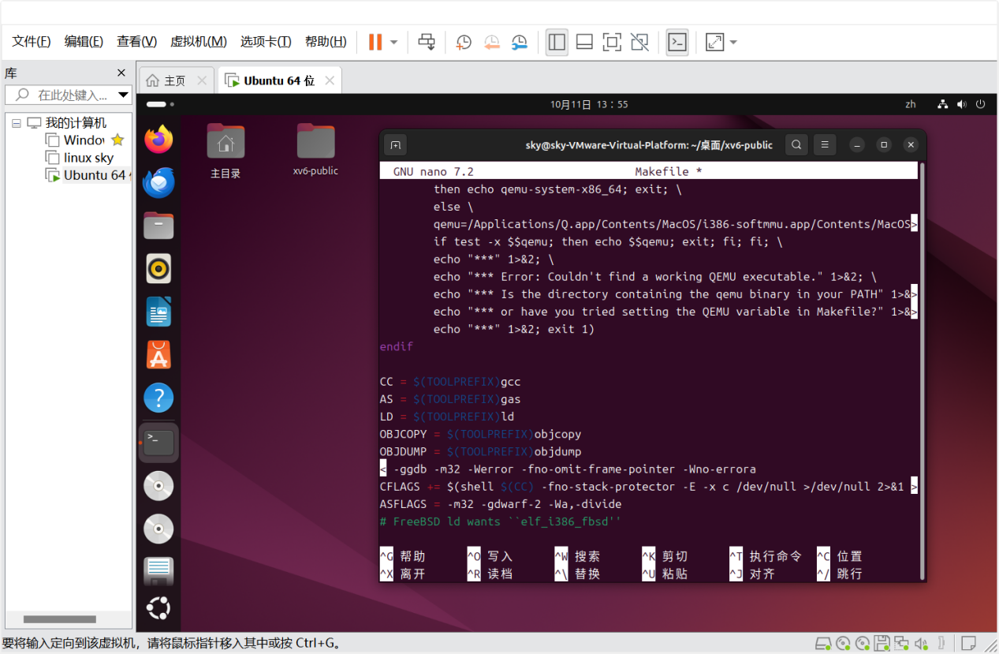 文件(F) 编辑(E) 查看(V) 虚拟机(M) 选项卡(T) 帮助(H)
库
主页
Ubuntu 64 位
在此处键入...
10月11日 13：55
zh
我的计算机
Window
linux sky
Ubuntu 64
主目录
xv6-public
sky@sky-VMware-Virtual-Platform: ~/桌面/xv6-public
GNU nano 7.2 Makefile *
then echo qemu-system-x86_64; exit; \
else \
qemu=/Applications/Q.app/Contents/MacOS/i386-softmmu.app/Contents/MacOS>
if test -x $$qemu; then echo $$qemu; exit; fi; fi; \
echo "***" 1>&2; \
echo "*** Error: Couldn't find a working QEMU executable." 1>&2; \
echo "*** Is the directory containing the qemu binary in your PATH" 1>&>
echo "*** or have you tried setting the QEMU variable in Makefile?" 1>&>
echo "***" 1>&2; exit 1)
endif
CC = $(TOOLPREFIX)gcc
AS = $(TOOLPREFIX)gas
LD = $(TOOLPREFIX)ld
OBJCOPY = $(TOOLPREFIX)objcopy
OBJDUMP = $(TOOLPREFIX)objdump
< -ggdb -m32 -Werror -fno-omit-frame-pointer -Wno-errora
CFLAGS += $(shell $(CC) -fno-stack-protector -E -x c /dev/null >/dev/null 2>&1 >
ASFLAGS = -m32 -gdwarf-2 -Wa,-divide
# FreeBSD ld wants ``elf_i386_fbsd''
^G 帮助 ^O 写入 ^W 搜索 ^K 剪切 ^T 执行命令 ^C 位置
^X 离开 ^R 读档 ^\ 替换 ^U 粘贴 ^J 对齐 ^/ 跳行
要将输入定向到该虚拟机，请将鼠标指针移入其中或按 Ctrl+G。